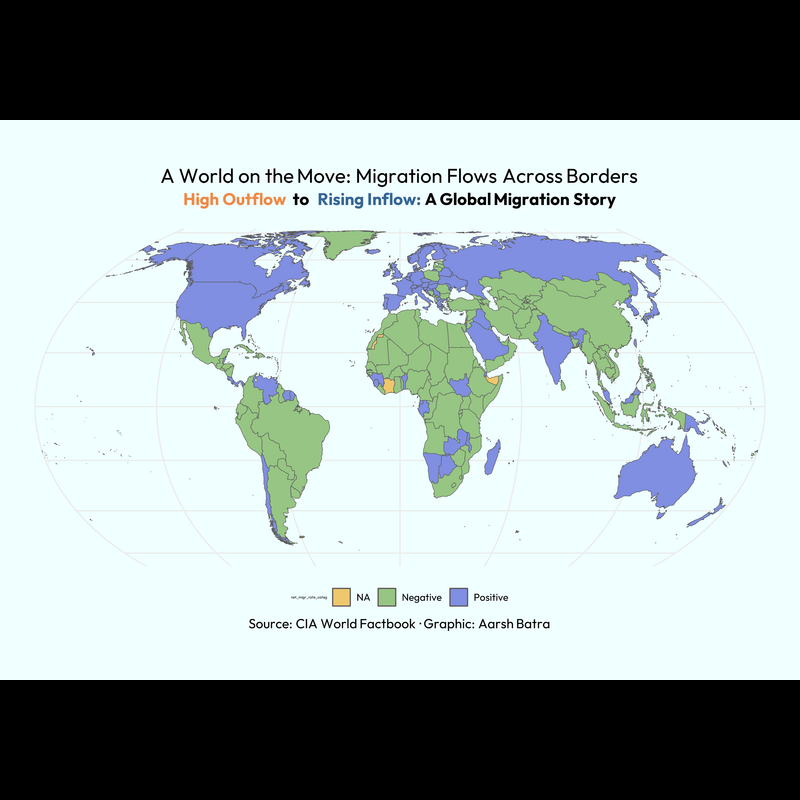 A World on the Move: Migration Flows Across Borders
High Outflow to Rising Inflow: A Global Migration Story
net_migr_rate_categ NA Negative Positive
Source: CIA World Factbook · Graphic: Aarsh Batra